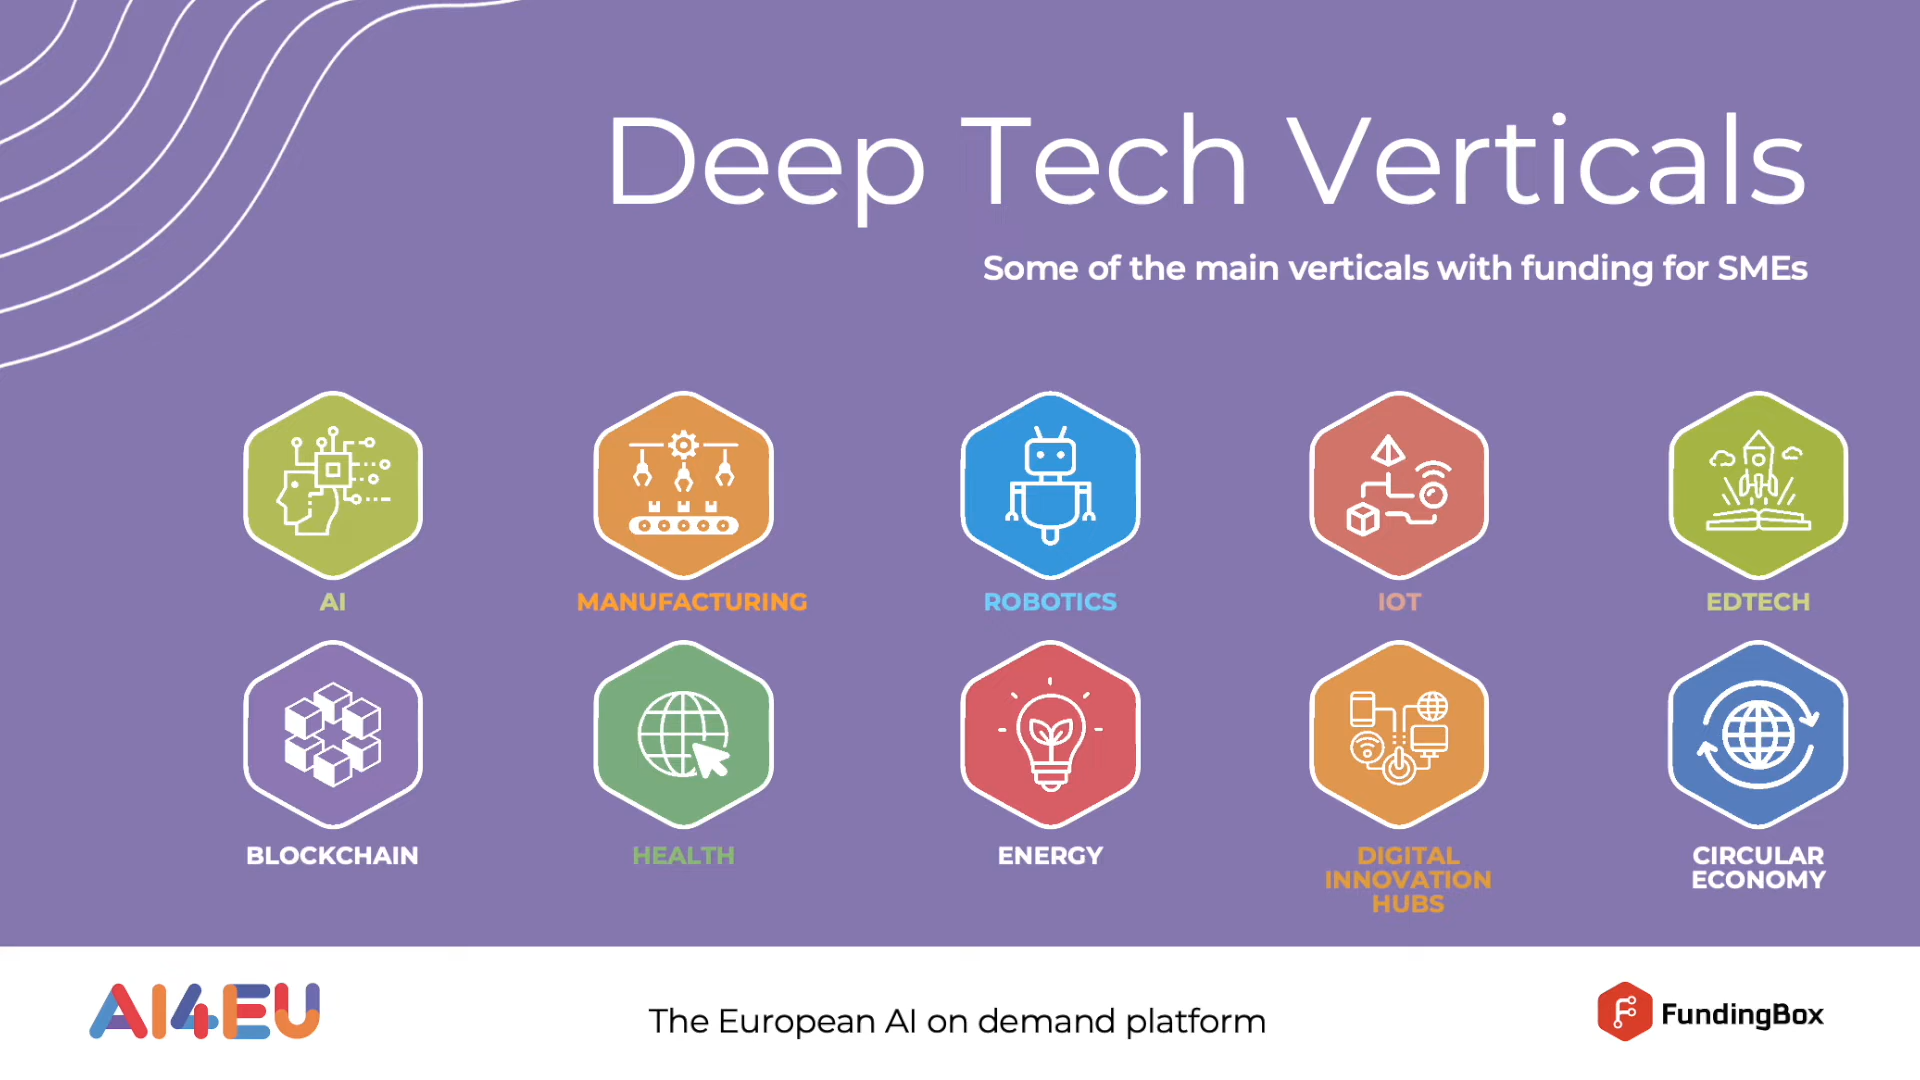 Deep Tech Verticals
Some of the main verticals with funding for SMEs
AI
MANUFACTURING
ROBOTICS
IOT
EDTECH
BLOCKCHAIN
HEALTH
ENERGY
DIGITAL
INNOVATION
HUBS
CIRCULAR
ECONOMY
AI4EU
The European AI on demand platform
FundingBox